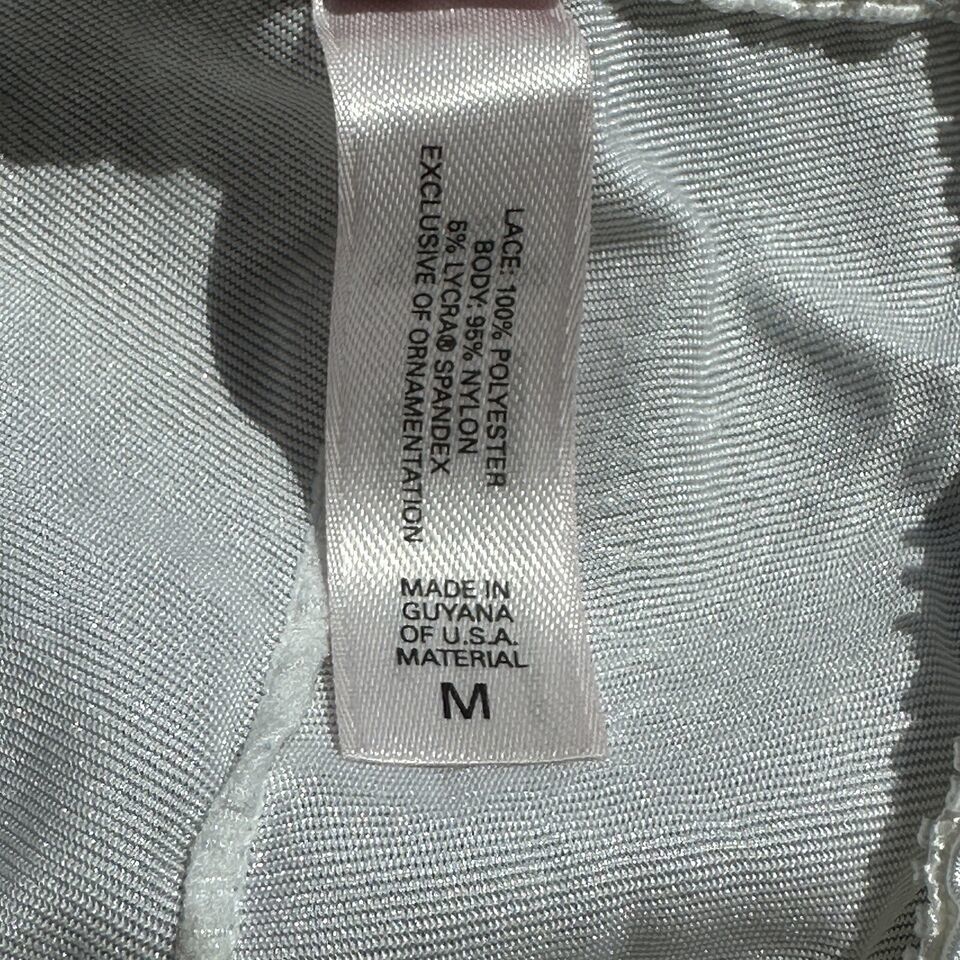 LACE: 100% POLYESTER
BODY: 95% NYLON
5% LYCRA® SPANDEX
EXCLUSIVE OF ORNAMENTATION
MADE IN
GUYANA
OF U.S.A.
MATERIAL
M